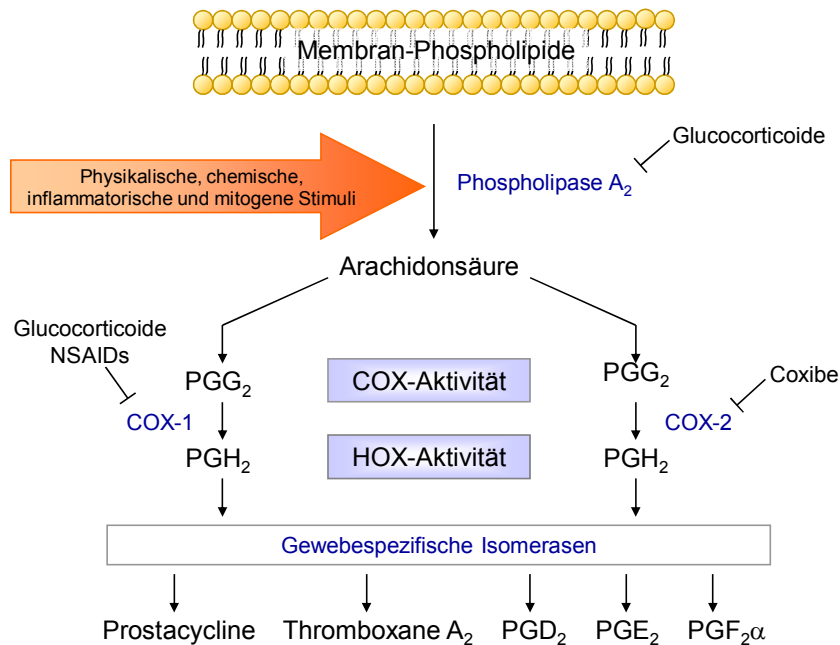 Membran-Phospholipide
Glucocorticoide
Physikalische, chemische,
inflammatorische und mitogene Stimuli
Phospholipase A₂
Arachidonsäure
Glucocorticoide
NSAIDs
PGG₂
COX-Aktivität
PGG₂
Coxibe
COX-1
COX-2
PGH₂
HOX-Aktivität
PGH₂
Gewebespezifische Isomerasen
Prostacycline
Thromboxane A₂
PGD₂
PGE₂
PGF₂α